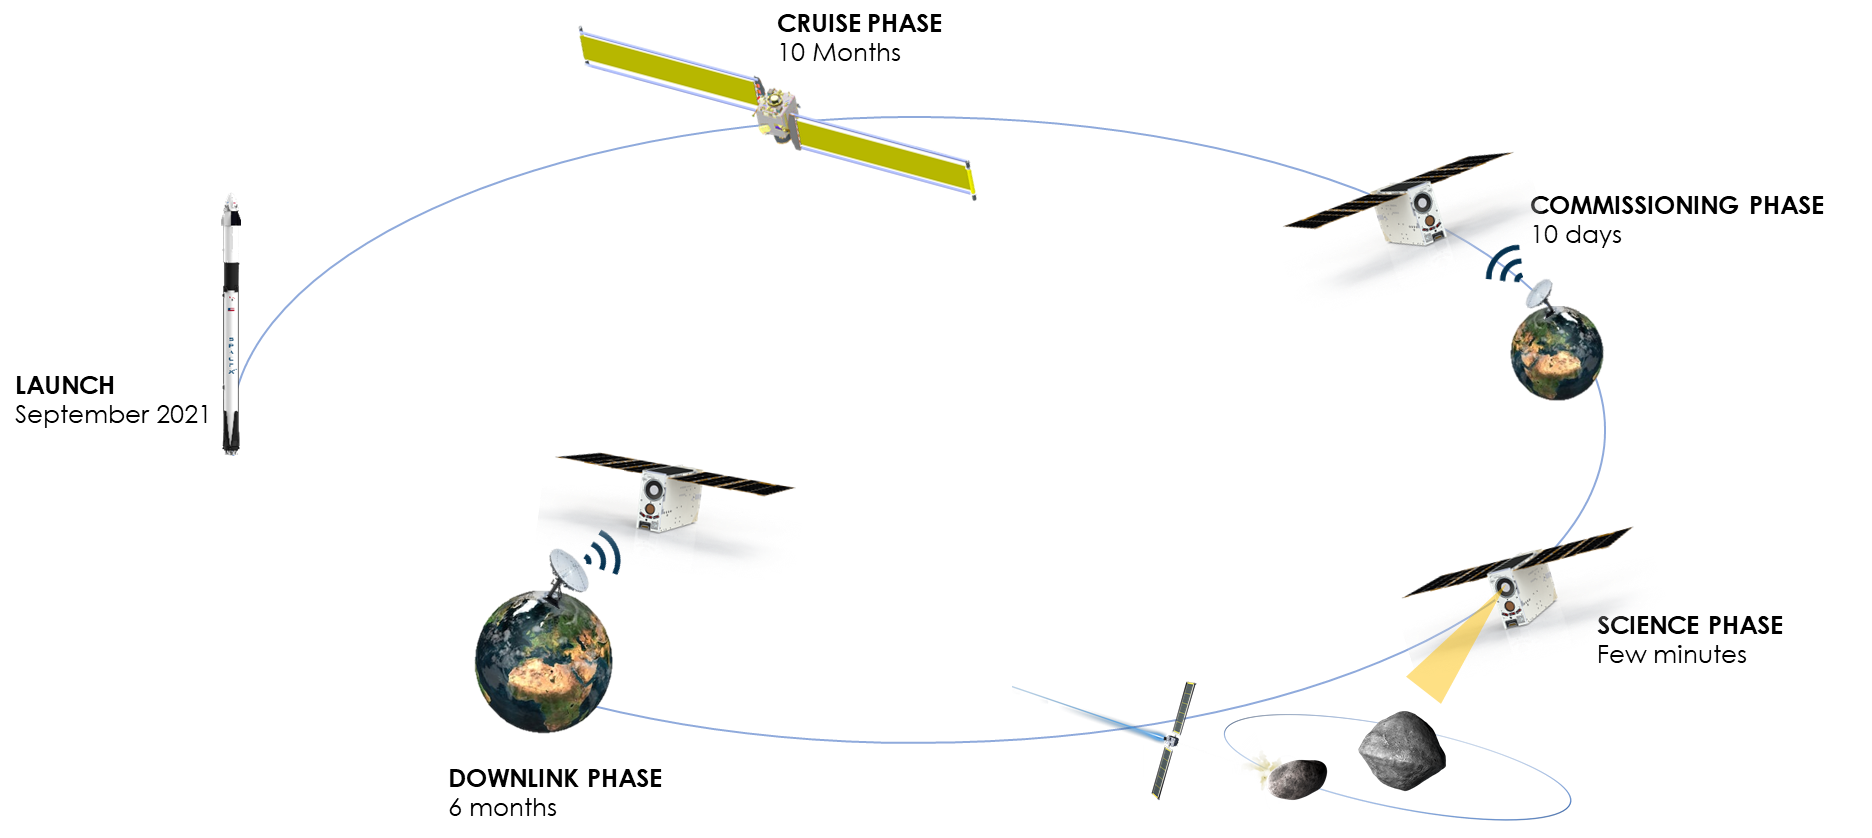 CRUISE PHASE
10 Months
COMMISSIONING PHASE
10 days
SPACEX
LAUNCH
September 2021
SCIENCE PHASE
Few minutes
DOWNLINK PHASE
6 months